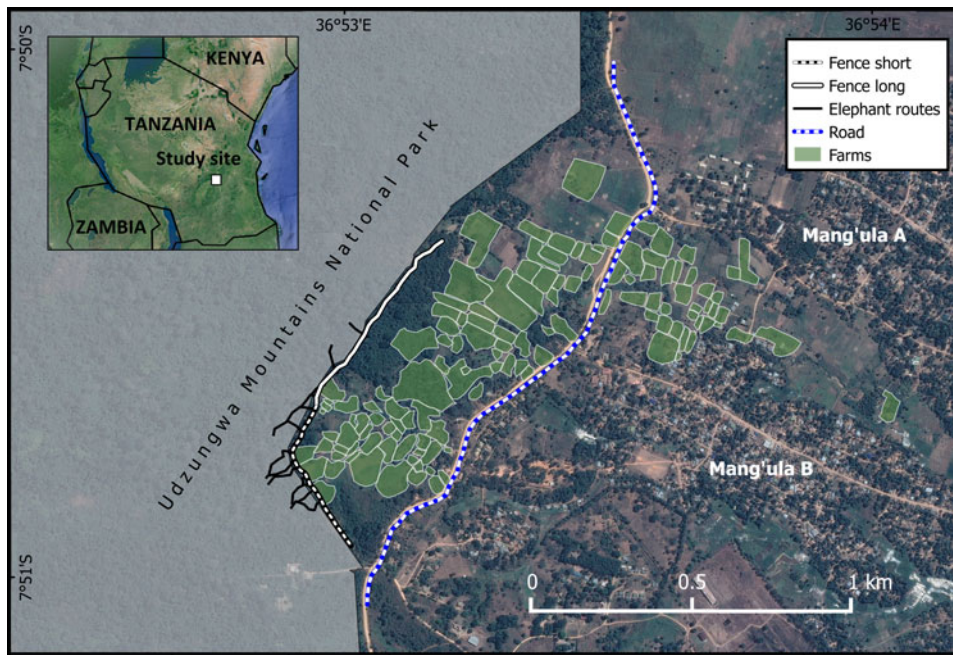 36°53'E
36°54'E
7°50'S
7°51'S
KENYA
TANZANIA
Study site
ZAMBIA
Fence short
Fence long
Elephant routes
Road
Farms
Udzungwa Mountains National Park
Mang'ula A
Mang'ula B
0
0.5
1 km